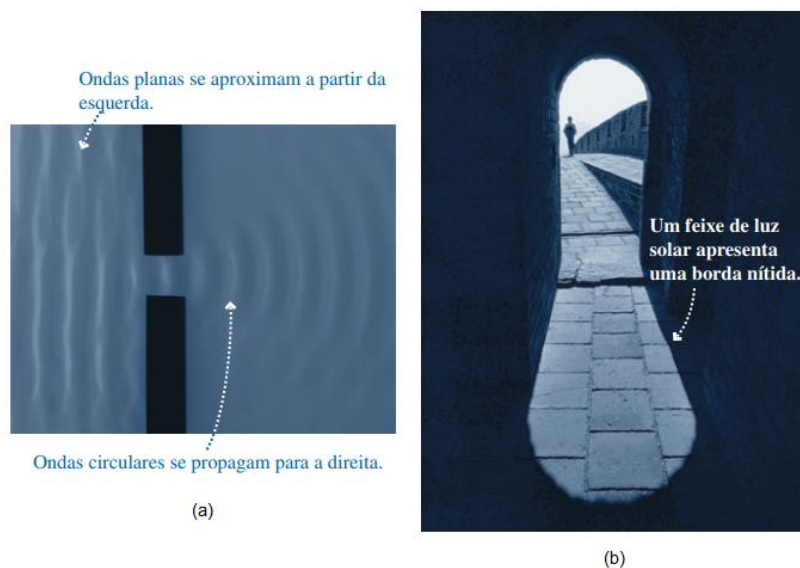 Ondas planas se aproximam a partir da
esquerda.
Ondas circulares se propagam para a direita.
(a)
Um feixe de luz
solar apresenta
uma borda nítida.
(b)